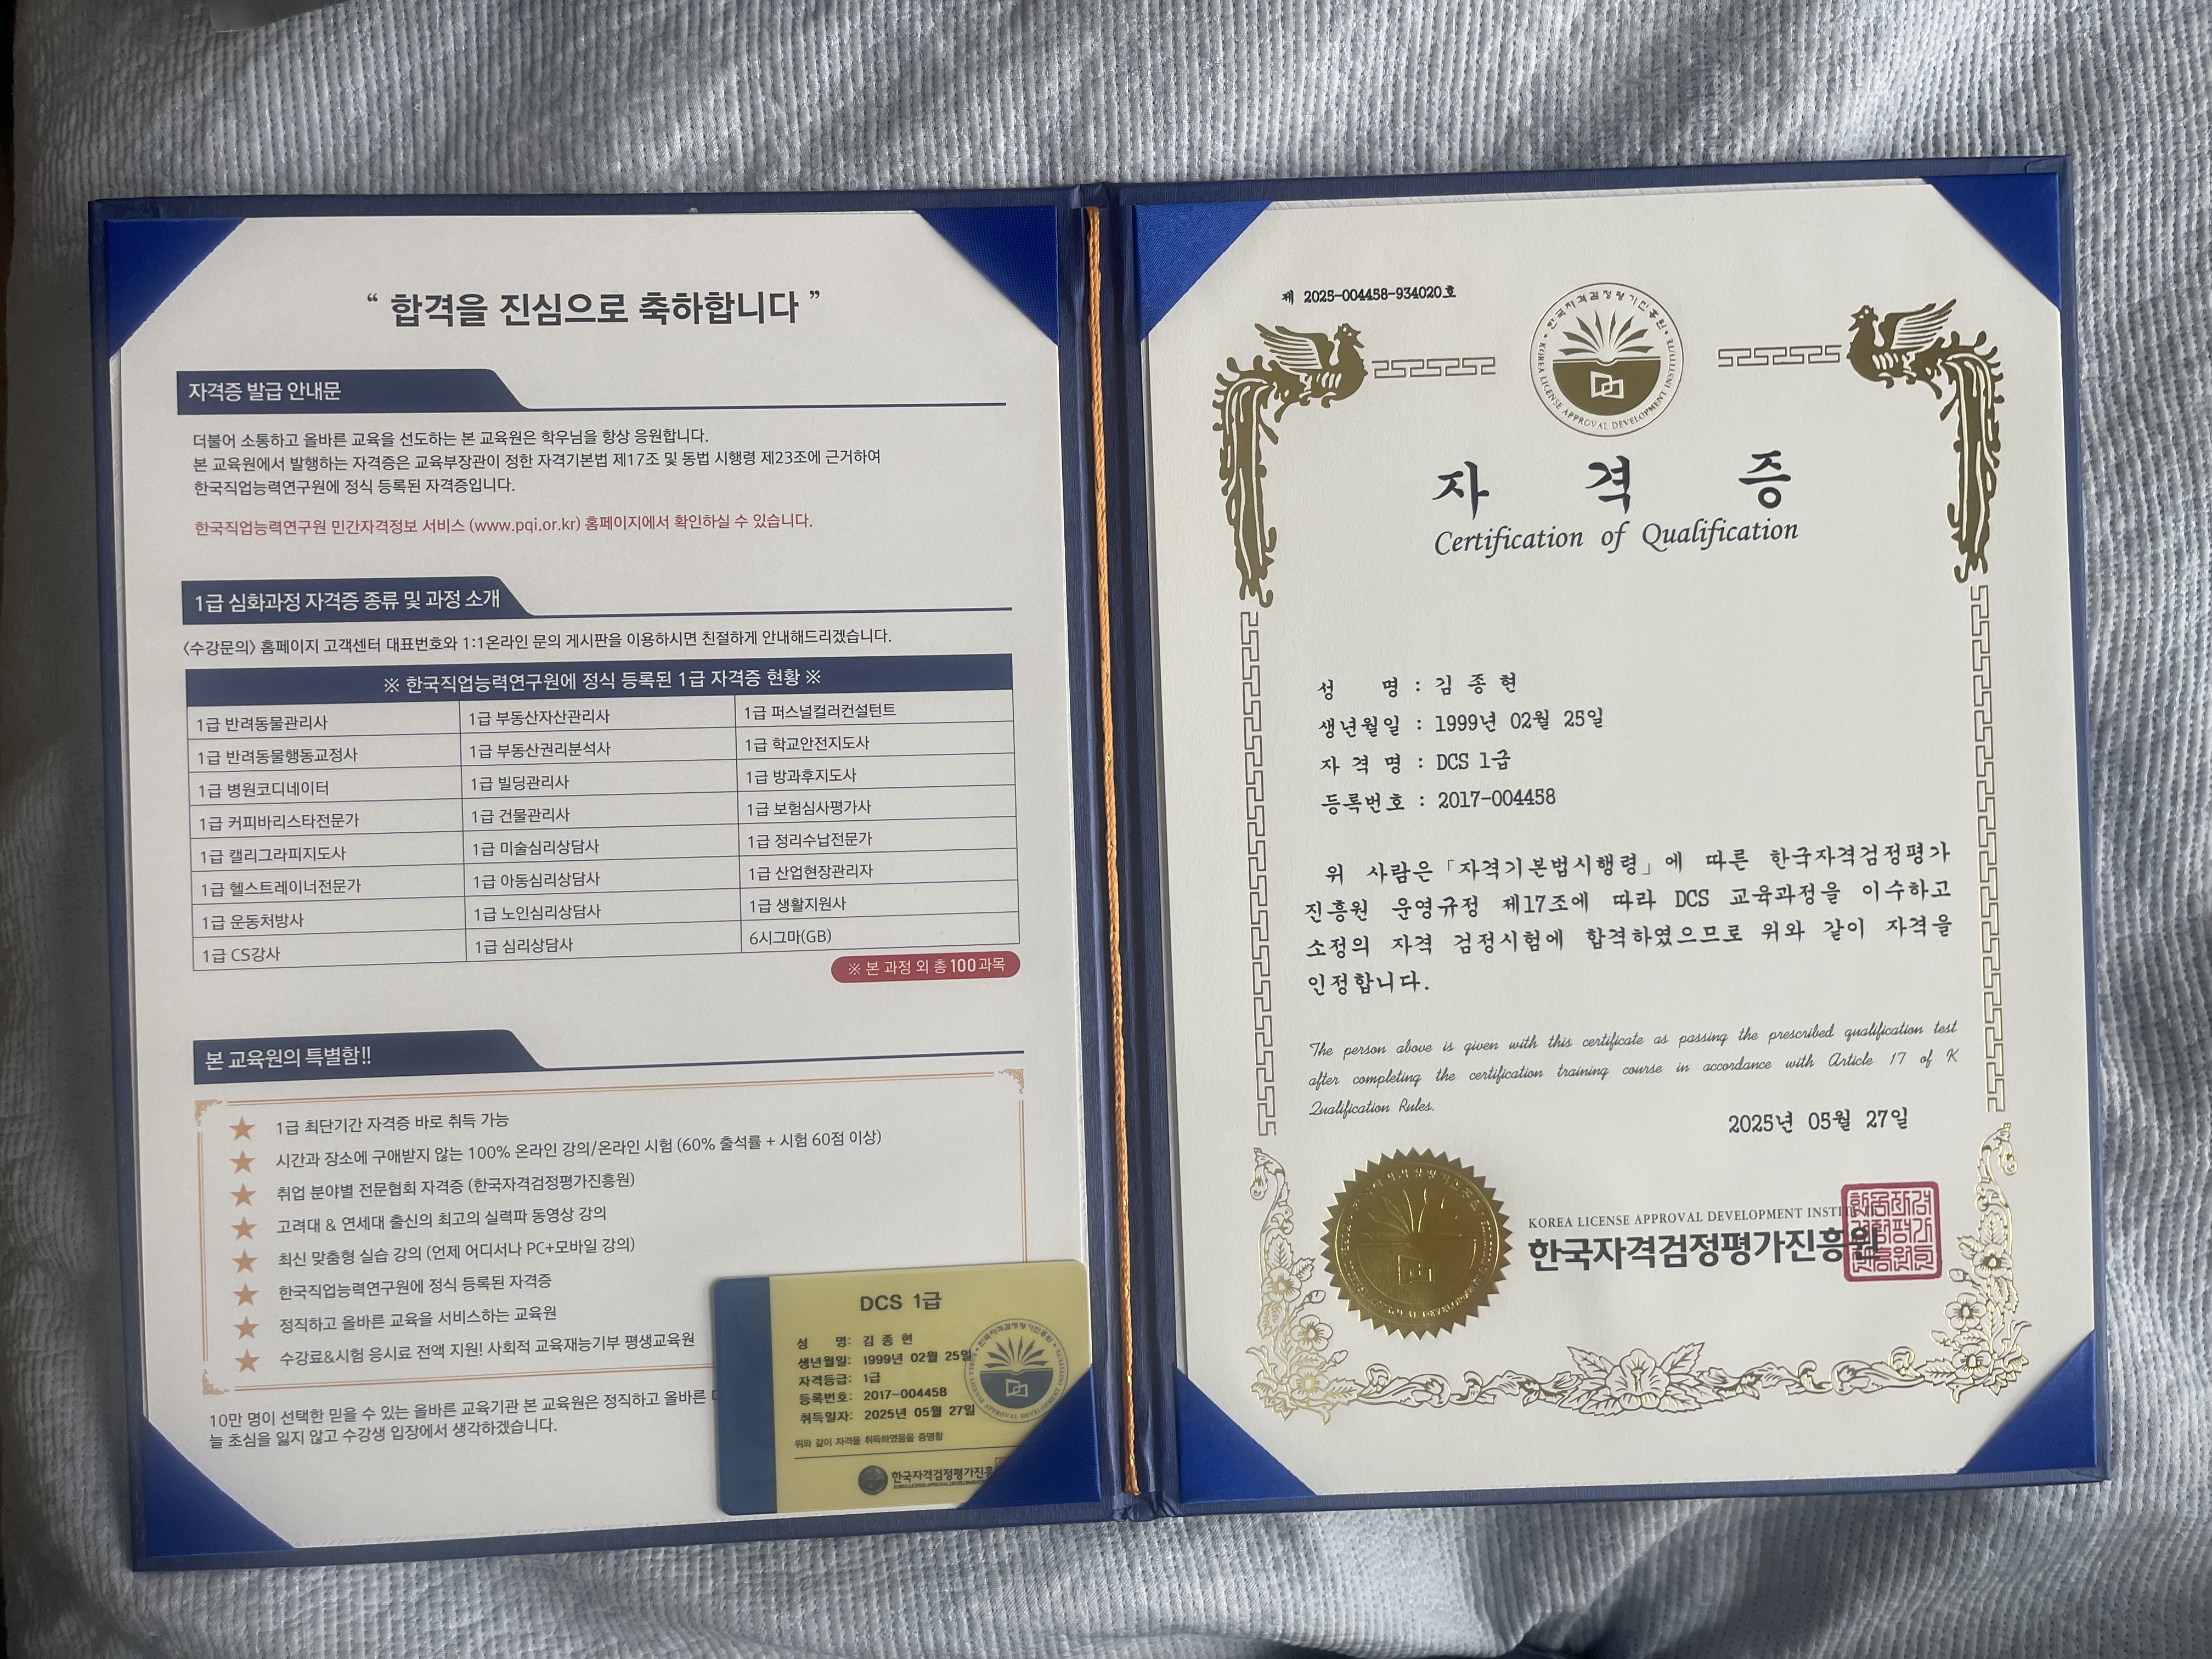 “ 합격을 진심으로 축하합니다 ”
자격증 발급 안내문
더불어 소통하고 올바른 교육을 선도하는 본 교육원은 학우님을 항상 응원합니다.
본 교육원에서 발행하는 자격증은 교육부장관이 정한 자격기본법 제17조 및 동법 시행령 제23조에 근거하여
한국직업능력연구원에 정식 등록된 자격증입니다.
한국직업능력연구원 민간자격정보 서비스 (www.pqi.or.kr) 홈페이지에서 확인하실 수 있습니다.
1급 심화과정 자격증 종류 및 과정 소개
<수강문의> 홈페이지 고객센터 대표번호와 1:1온라인 문의 게시판을 이용하시면 친절하게 안내해드리겠습니다.
※ 한국직업능력연구원에 정식 등록된 1급 자격증 현황 ※
1급 반려동물관리사 1급 부동산자산관리사 1급 퍼스널컬러컨설턴트
1급 반려동물행동교정사 1급 부동산권리분석사 1급 학교안전지도사
1급 병원코디네이터 1급 빌딩관리사 1급 방과후지도사
1급 커피바리스타전문가 1급 건물관리사 1급 보험심사평가사
1급 캘리그라피지도사 1급 미술심리상담사 1급 정리수납전문가
1급 헬스트레이너전문가 1급 아동심리상담사 1급 산업현장관리자
1급 운동처방사 1급 노인심리상담사 1급 생활지원사
1급 CS강사 1급 심리상담사 6시그마(GB)
※ 본 과정 외 총 100과목
본 교육원의 특별함!!
1급 최단기간 자격증 바로 취득 가능
시간과 장소에 구애받지 않는 100% 온라인 강의/온라인 시험 (60% 출석률 + 시험 60점 이상)
취업 분야별 전문협회 자격증 (한국자격검정평가진흥원)
고려대 & 연세대 출신의 최고의 실력파 동영상 강의
최신 맞춤형 실습 강의 (언제 어디서나 PC+모바일 강의)
한국직업능력연구원에 정식 등록된 자격증
정직하고 올바른 교육을 서비스하는 교육원
수강료&시험 응시료 전액 지원! 사회적 교육재능기부 평생교육원
10만 명이 선택한 믿을 수 있는 올바른 교육기관 본 교육원은 정직하고 올바른
늘 초심을 잃지 않고 수강생 입장에서 생각하겠습니다.
DCS 1급
성 명: 김 종 현
생년월일: 1999년 02월 25일
자격등급: 1급
등록번호: 2017-004458
취득일자: 2025년 05월 27일
위와 같이 자격을 취득하였음을 증명함
한국자격검정평가진흥
제 2025-004458-934020호
한국자격검정평가진흥원
KOREA LICENSE APPROVAL DEVELOPMENT INSTITUTE
자 격 증
Certification of Qualification
성 명 : 김 종 현
생년월일 : 1999년 02월 25일
자 격 명 : DCS 1급
등록번호 : 2017-004458
위 사람은「자격기본법시행령」에 따른 한국자격검정평가
진흥원 운영규정 제17조에 따라 DCS 교육과정을 이수하고
소정의 자격 검정시험에 합격하였으므로 위와 같이 자격을
인정합니다.
The person above is given with this certificate as passing the prescribed qualification test
after completing the certification training course in accordance with Article 17 of K
Qualification Rules.
2025년 05월 27일
KOREA LICENSE APPROVAL DEVELOPMENT INSTITUTE
한국자격검정평가진흥원